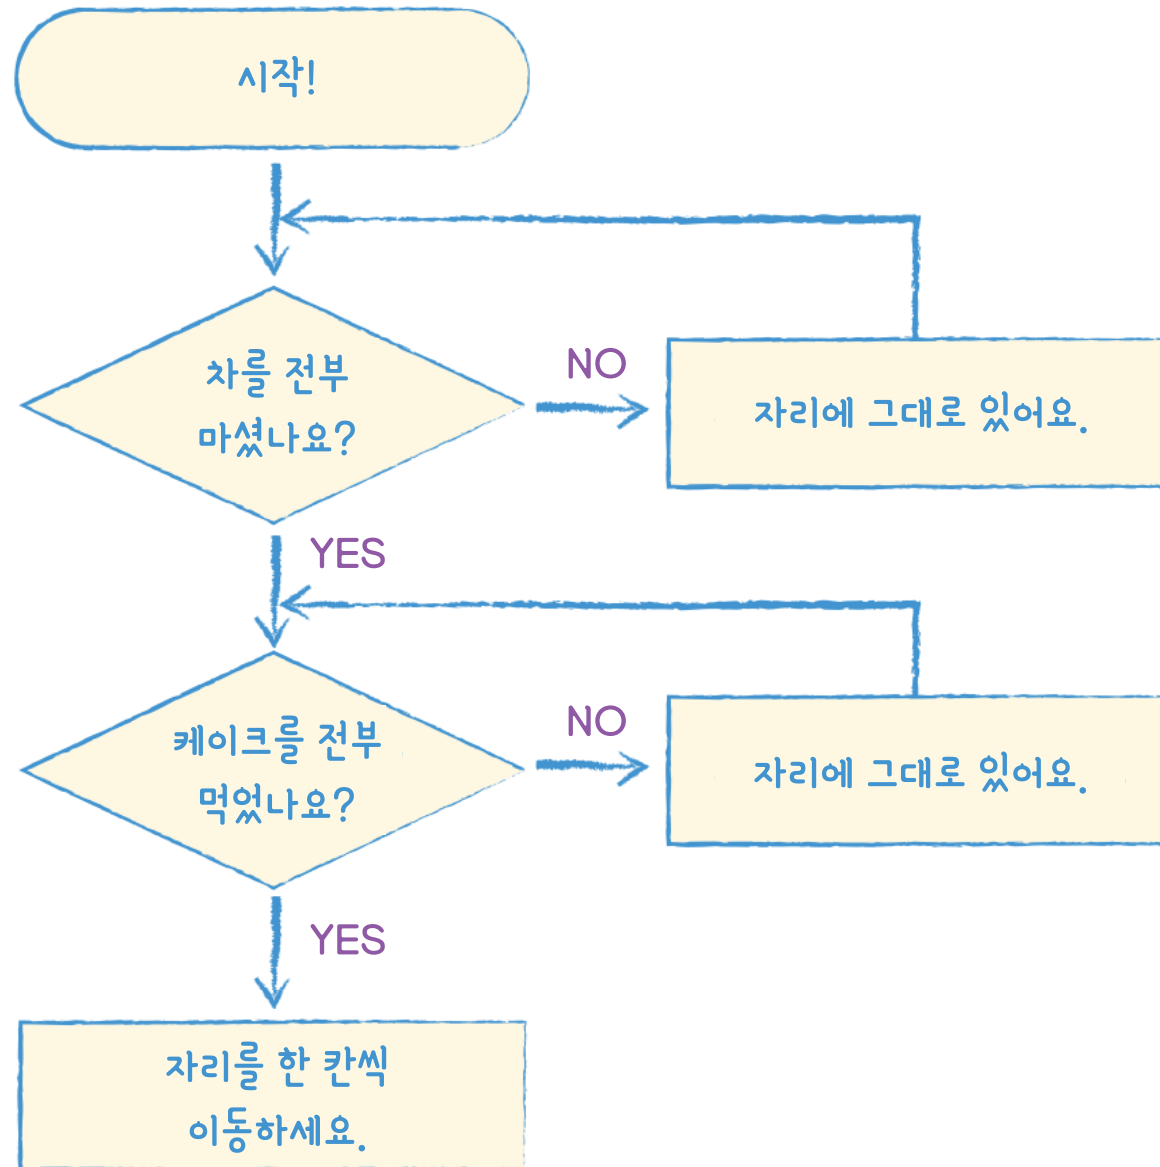 시작!
차를 전부
마셨나요?
NO
자리에 그대로 있어요.
YES
케이크를 전부
먹었나요?
NO
자리에 그대로 있어요.
YES
자리를 한 칸씩
이동하세요.